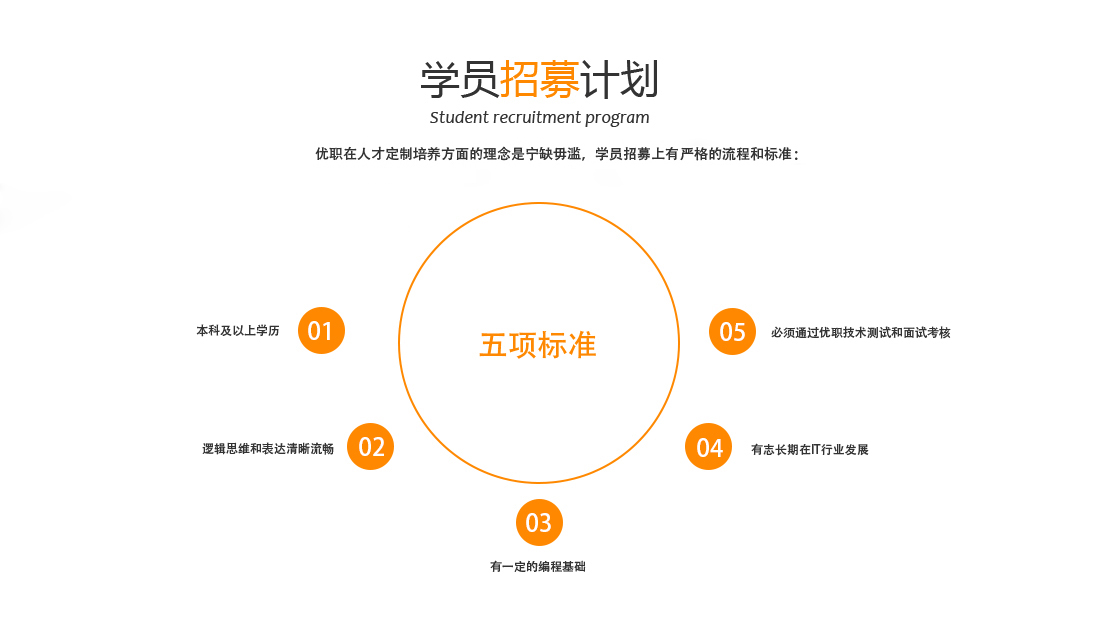 学员招募计划
Student recruitment program
优职在人才定制培养方面的理念是宁缺毋滥，学员招募上有严格的流程和标准：
五项标准
01
本科及以上学历
02
逻辑思维和表达清晰流畅
03
有一定的编程基础
04
有志长期在IT行业发展
05
必须通过优职技术测试和面试考核